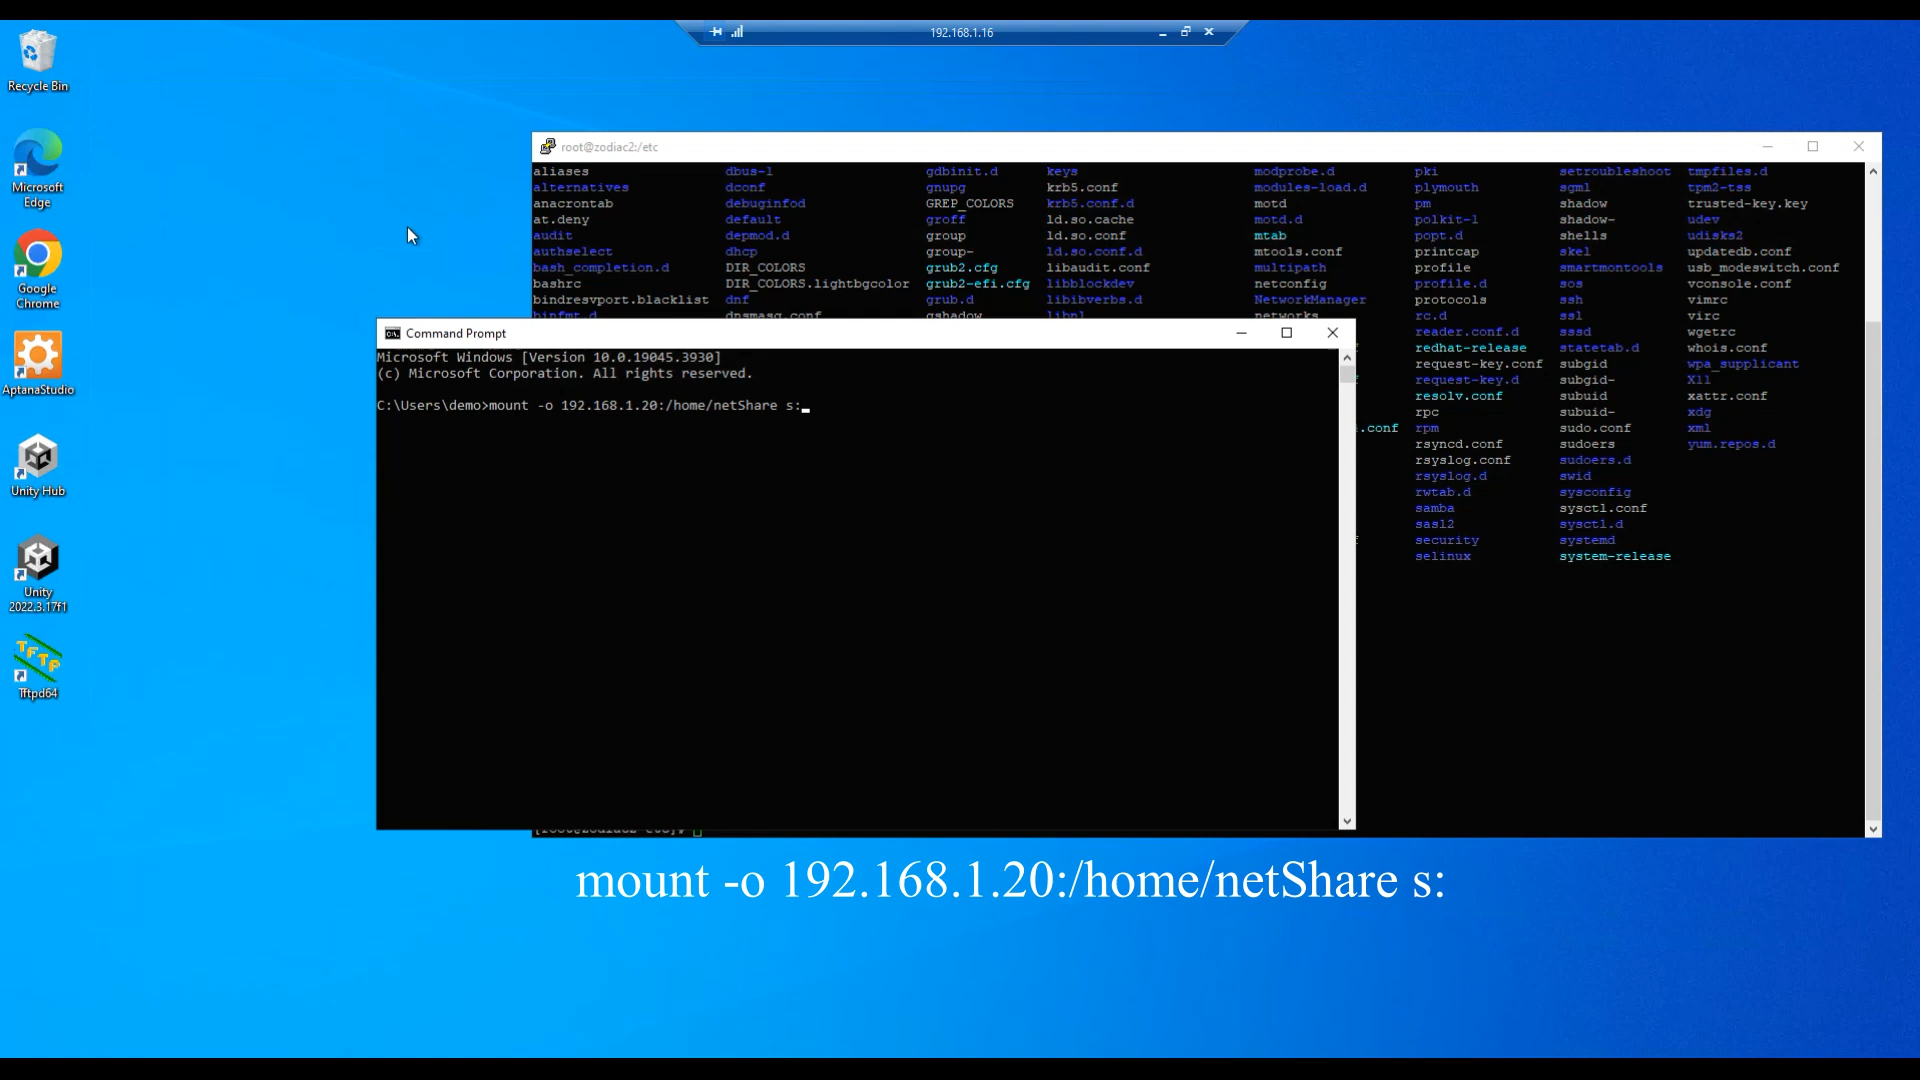 192.168.1.16
Recycle Bin
Microsoft
Edge
Google
Chrome
AptanaStudio
Unity Hub
Unity
2022.3.17f1
Tftpd64
root@zodiac2:/etc
aliases dbus-1 gdbinit.d keys modprobe.d pki setroubleshoot tmpfiles.d
alternatives dconf gnupg krb5.conf modules-load.d plymouth sgml tpm2-tss
anacrontab debuginfod GREP_COLORS krb5.conf.d motd pm shadow trusted-key.key
at.deny default groff ld.so.cache motd.d polkit-1 shadow- udev
audit depmod.d group ld.so.conf mtab popt.d shells udisks2
authselect dhcp group- ld.so.conf.d mtools.conf printcap skel updatedb.conf
bash_completion.d DIR_COLORS grub2.cfg libaudit.conf multipath profile smartmontools usb_modeswitch.conf
bashrc DIR_COLORS.lightbgcolor grub2-efi.cfg libblockdev netconfig profile.d sos vconsole.conf
bindresvport.blacklist dnf grub.d libibverbs.d NetworkManager protocols ssh vimrc
binfmt.d dnsmasq.conf gshadow libnl networks rc.d ssl virc
reader.conf.d sssd wgetrc
redhat-release statetab.d whois.conf
request-key.conf subgid wpa_supplicant
request-key.d subgid- X11
resolv.conf subuid xattr.conf
rpc subuid- xdg
.conf rpm sudo.conf xml
rsyncd.conf sudoers yum.repos.d
rsyslog.conf sudoers.d
rsyslog.d swid
rwtab.d sysconfig
samba sysctl.conf
sasl2 sysctl.d
security systemd
selinux system-release
Command Prompt
Microsoft Windows [Version 10.0.19045.3930]
(c) Microsoft Corporation. All rights reserved.
C:\Users\demo>mount -o 192.168.1.20:/home/netShare s:
mount -o 192.168.1.20:/home/netShare s: